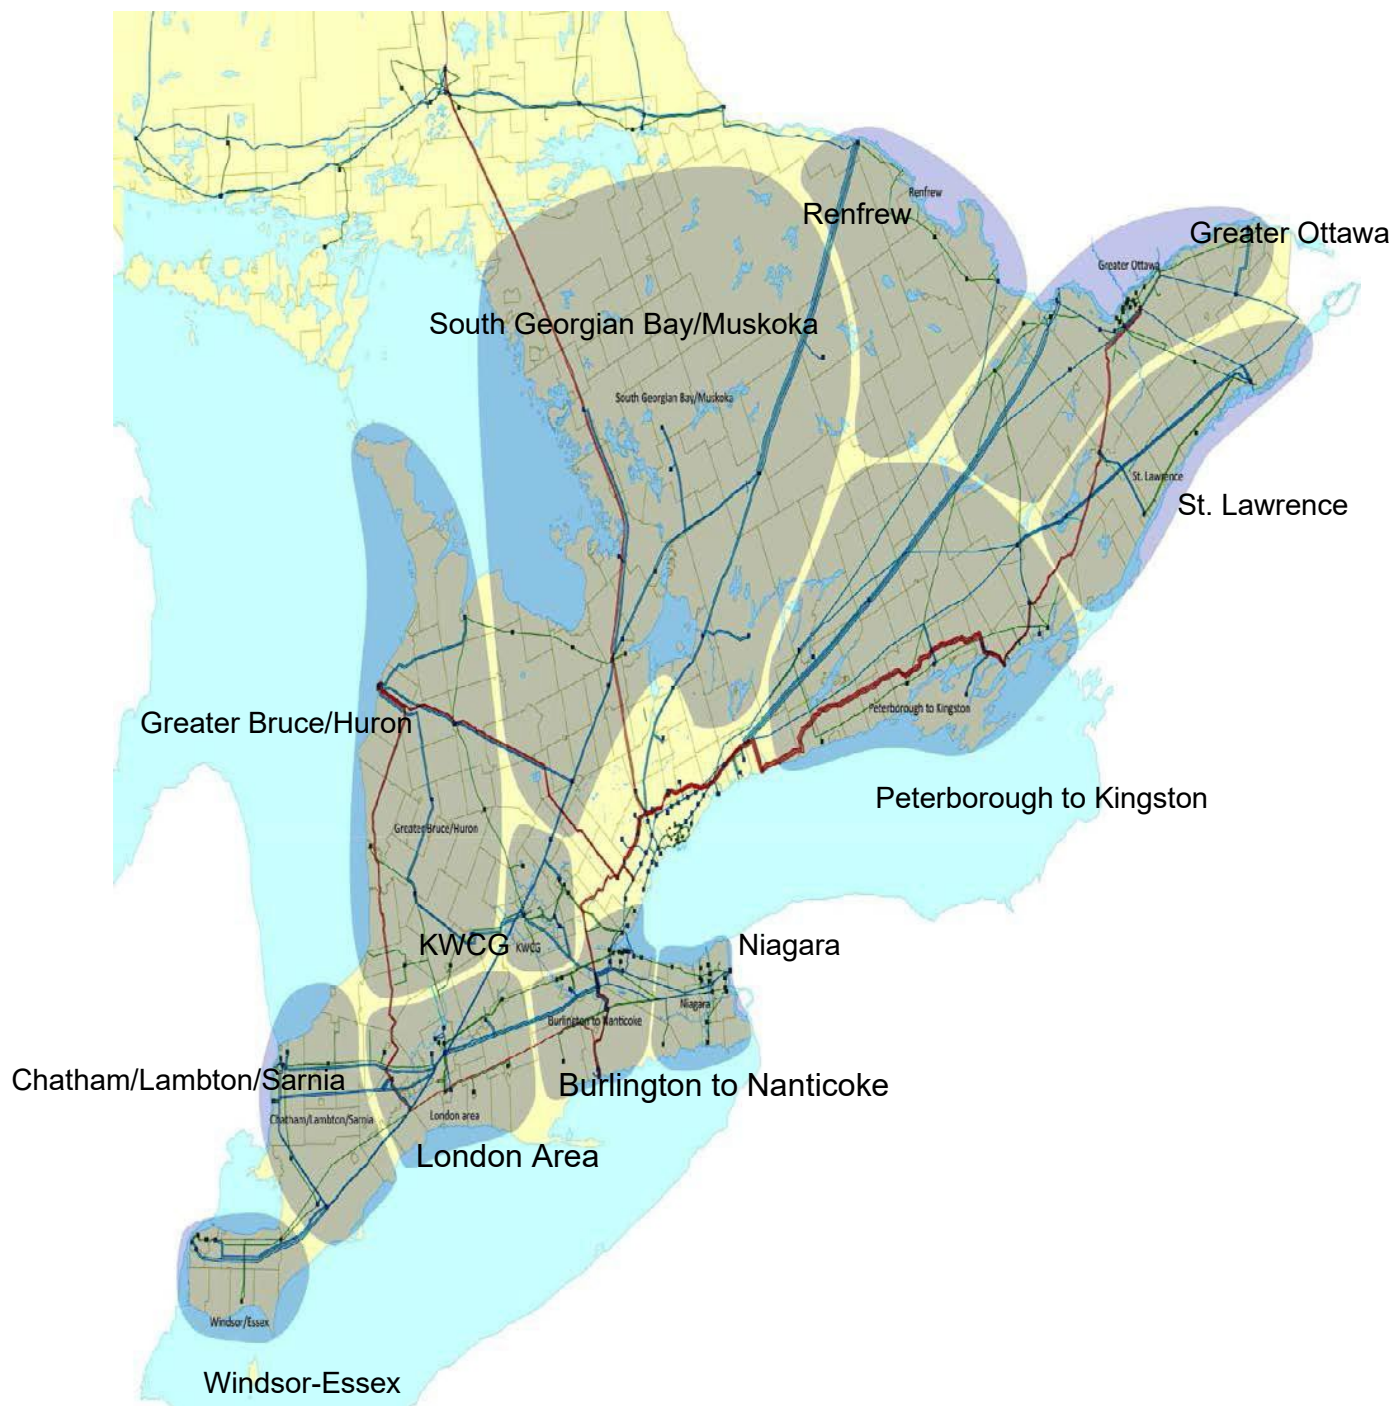 Renfrew
Renfrew
Greater Ottawa
Greater Ottawa
South Georgian Bay/Muskoka
South Georgian Bay/Muskoka
St. Lawrence
St. Lawrence
Peterborough to Kingston
Greater Bruce/Huron
Peterborough to Kingston
Greater Bruce/Huron
KWCG
KWCG
Niagara
Niagara
Burlington to Nanticoke
Chatham/Lambton/Sarnia
Burlington to Nanticoke
Chatham/Lambton/Sarnia
London area
London Area
Windsor/Essex
Windsor-Essex